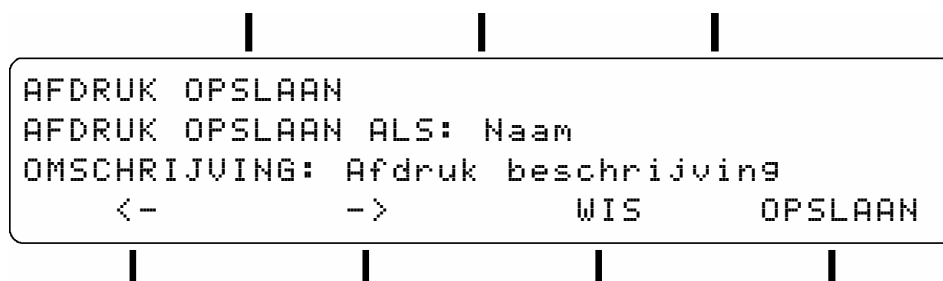 AFDRUK OPSLAAN
AFDRUK OPSLAAN ALS: Naam
OMSCHRIJVING: Afdruk beschrijving
<- -> WIS OPSLAAN